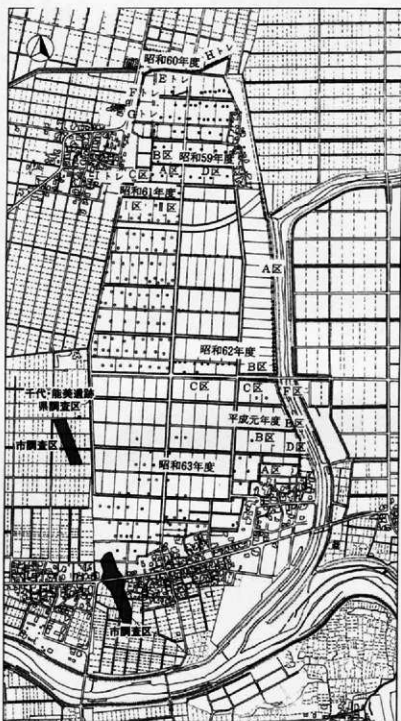 Hトレ
昭和60年度
Eトレ
Fトレ
Gトレ
B区 昭和59年度
Iトレ C区 A区 D区
昭和61年度
I区 II区
A区
昭和62年度
B区
C区 C区 F区
千代・能美遺跡
県調査区
平成元年度 B区
市調査区
B区
D区
昭和63年度
A区
市調査区